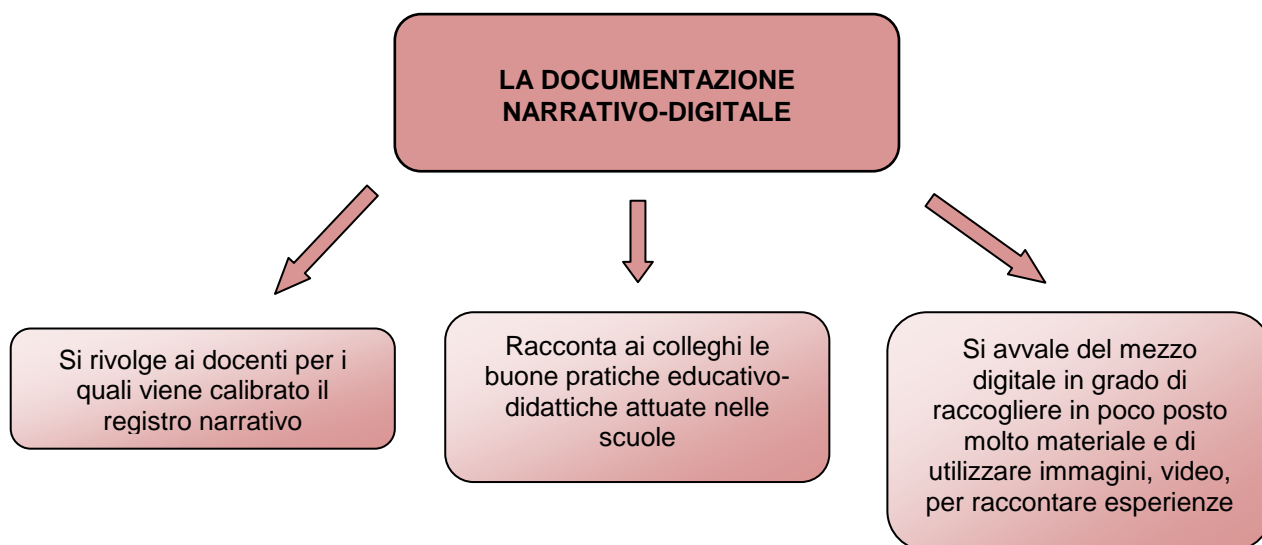 LA DOCUMENTAZIONE
NARRATIVO-DIGITALE
Si rivolge ai docenti per i
quali viene calibrato il
registro narrativo
Racconta ai colleghi le
buone pratiche educativo-
didattiche attuate nelle
scuole
Si avvale del mezzo
digitale in grado di
raccogliere in poco posto
molto materiale e di
utilizzare immagini, video,
per raccontare esperienze